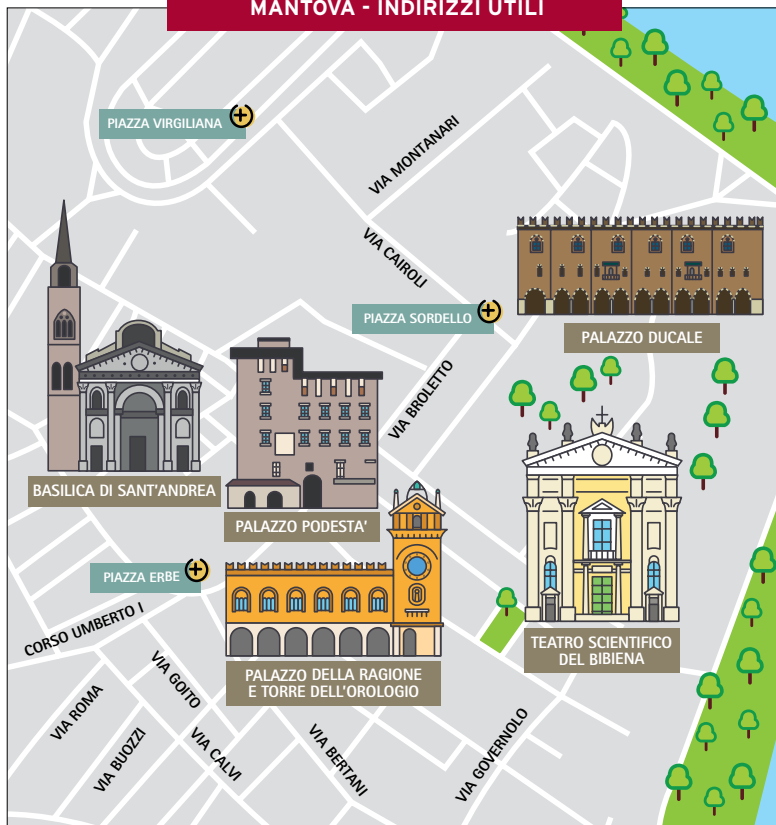 MANTOVA - INDIRIZZI UTILI
PIAZZA VIRGILIANA
VIA MONTANARI
VIA CAIROLI
PIAZZA SORDELLO
PALAZZO DUCALE
VIA BROLETTO
BASILICA DI SANT'ANDREA
PALAZZO PODESTA'
PIAZZA ERBE
CORSO UMBERTO I
TEATRO SCIENTIFICO
DEL BIBIENA
PALAZZO DELLA RAGIONE
E TORRE DELL'OROLOGIO
VIA GOITO
VIA ROMA
VIA BUOZZI
VIA CALVI
VIA BERTANI
VIA GOVERNOLO